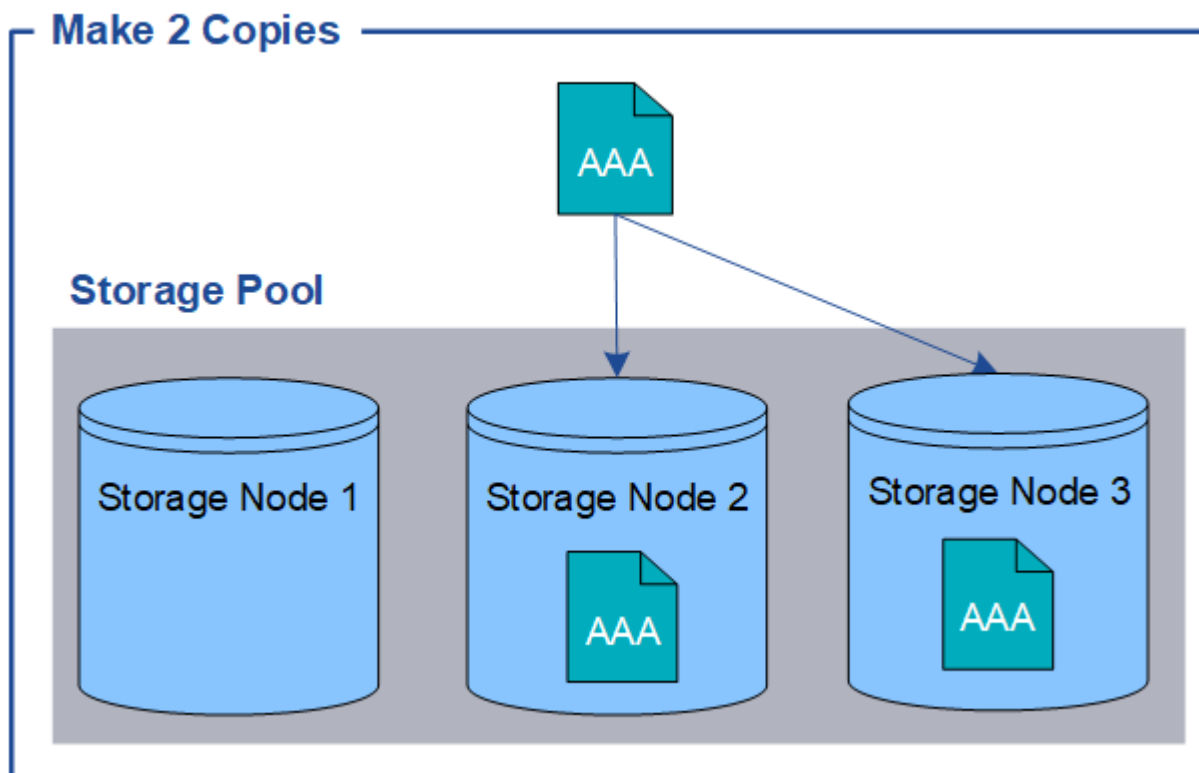 Make 2 Copies
AAA
Storage Pool
Storage Node 1
Storage Node 2
Storage Node 3
AAA
AAA